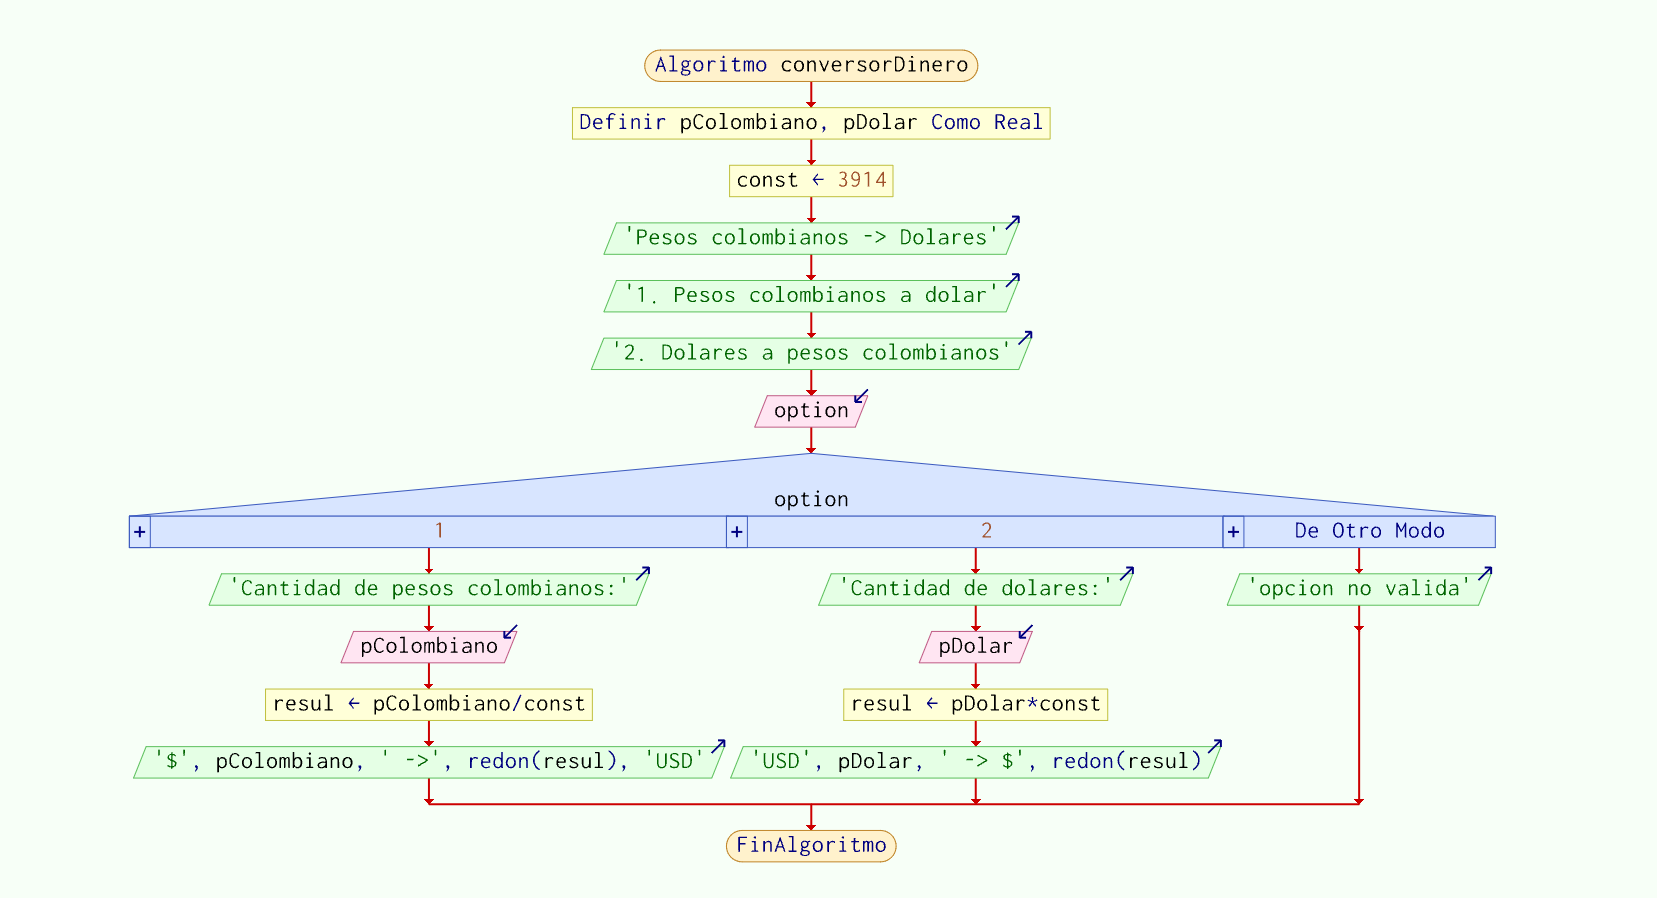 Algoritmo conversorDinero
Definir pColombiano, pDolar Como Real
const ← 3914
'Pesos colombianos -> Dolares'
'1. Pesos colombianos a dolar'
'2. Dolares a pesos colombianos'
option
option
+ 1 + 2 + De Otro Modo
'Cantidad de pesos colombianos:' 'Cantidad de dolares:' 'opcion no valida'
pColombiano pDolar
resul ← pColombiano/const resul ← pDolar*const
'$', pColombiano, ' ->', redon(resul), 'USD' 'USD', pDolar, ' -> $', redon(resul)
FinAlgoritmo